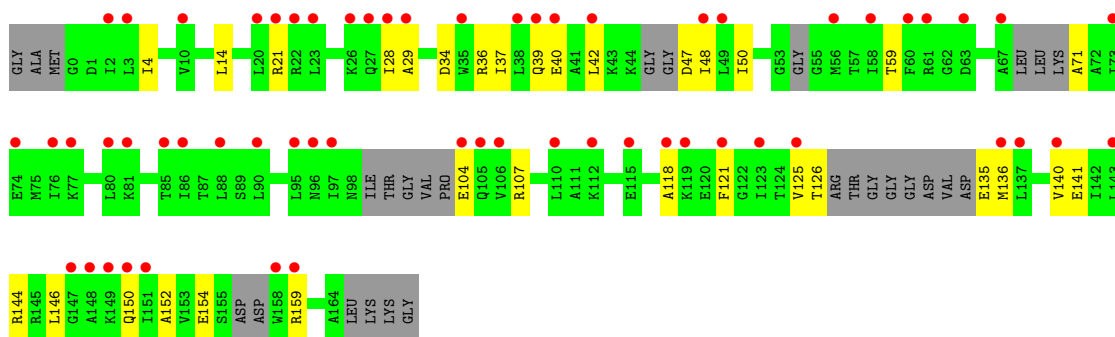 GLY ALA MET G0 D1 I2 L3 I4 V10 L14 L20 R21 R22 L23 K26 Q27 I28 A29 D34 W35 R36 I37 L38 Q39 E40 A41 L42 K43 K44 GLY GLY D47 I48 L49 I50 G53 GLY G55 M56 T57 I58 T59 F60 R61 G62 D63 A67 LEU LEU LYS A71 A72 I73
E74 M75 I76 K77 L80 K81 T85 I86 T87 L88 S89 L90 L95 N96 I97 N98 ILE THR GLY VAL PRO E104 Q105 V106 R107 L110 A111 K112 E115 A118 K119 E120 F121 G122 I123 T124 V125 T126 ARG THR GLY GLY GLY ASP VAL ASP E135 M136 L137 V140 E141 I142 L143
R144 R145 L146 G147 A148 K149 Q150 I151 A152 V153 E154 S155 ASP ASP W158 R159 A164 LEU LYS LYS GLY